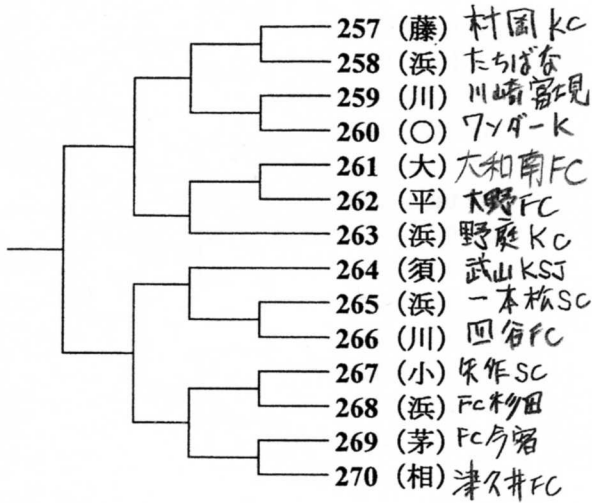 257 (藤) 村岡KC
258 (浜) たちばな
259 (川) 川崎富士見
260 (○) ワンダーK
261 (大) 大和南FC
262 (平) 大野FC
263 (浜) 野庭KC
264 (須) 武山KSJ
265 (浜) 一本松SC
266 (川) 四谷FC
267 (小) 矢作SC
268 (浜) FC杉田
269 (茅) FC今宿
270 (相) 津久井FC